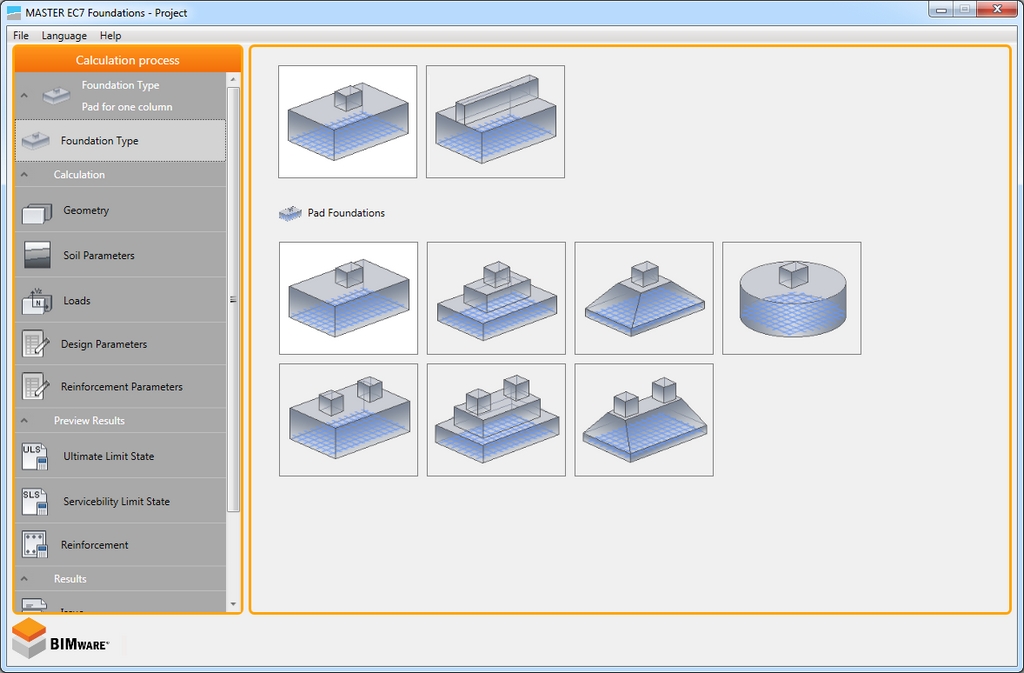 MASTER EC7 Foundations - Project
File Language Help
Calculation process
Foundation Type
Pad for one column
Foundation Type
Calculation
Geometry
Soil Parameters
Loads
Design Parameters
Reinforcement Parameters
Preview Results
ULS
Ultimate Limit State
SLS
Servicebility Limit State
Reinforcement
Results
Pad Foundations
BIMWARE